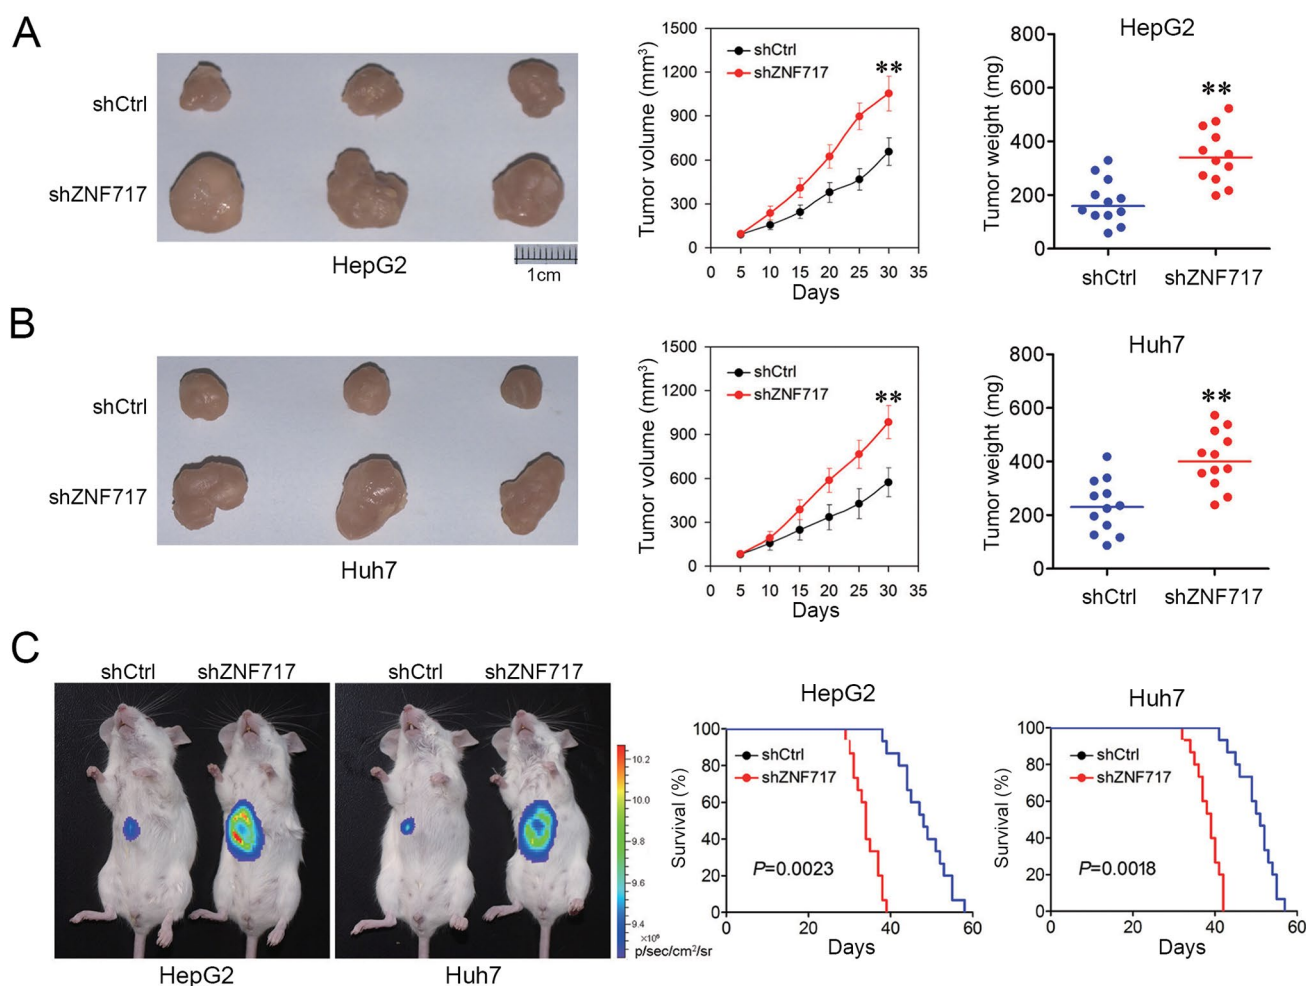 A
shCtrl
shZNF717
HepG2
1cm
Tumor volume (mm³)
1500
1200
900
600
300
0
shCtrl
shZNF717
**
0 5 10 15 20 25 30 35
Days
HepG2
Tumor weight (mg)
800
600
400
200
0
**
shCtrl shZNF717
B
shCtrl
shZNF717
Huh7
Tumor volume (mm³)
1500
1200
900
600
300
0
shCtrl
shZNF717
**
0 5 10 15 20 25 30 35
Days
Huh7
Tumor weight (mg)
800
600
400
200
0
**
shCtrl shZNF717
C
shCtrl shZNF717
HepG2
shCtrl shZNF717
Huh7
10.2
10.0
9.8
9.6
9.4
p/sec/cm²/sr
HepG2
Survival (%)
100
80
60
40
20
0
shCtrl
shZNF717
P=0.0023
0 20 40 60
Days
Huh7
Survival (%)
100
80
60
40
20
0
shCtrl
shZNF717
P=0.0018
0 20 40 60
Days